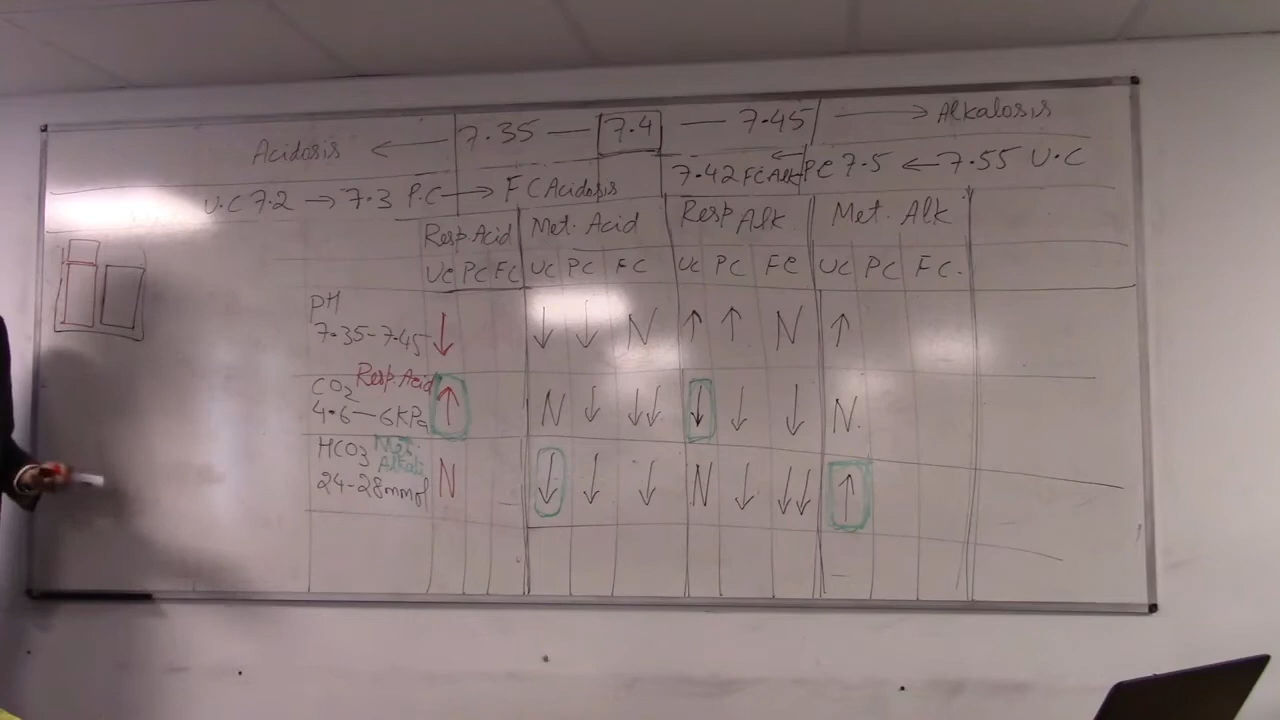 Acidosis ← 7.35 — 7.4 — 7.45 → Alkalosis
U.C 7.2 → 7.3 P.C → FC Acidosis 7.42 FC Alk ← PC 7.5 ← 7.55 U.C
Resp. Acid Met. Acid Resp Alk. Met. Alk
UC PC FC UC PC FC UC PC FC UC PC FC.
PH
7.35-7.45 ↓ ↓ ↓ N ↑ ↑ N ↑
CO2 Resp. Acid
4.6—6KPa ↑ N ↓ ↓↓ ↓ ↓ ↓ N.
HCO3 Met. Alkali
24-28mmol N ↓ ↓ ↓ N ↓ ↓↓ ↑